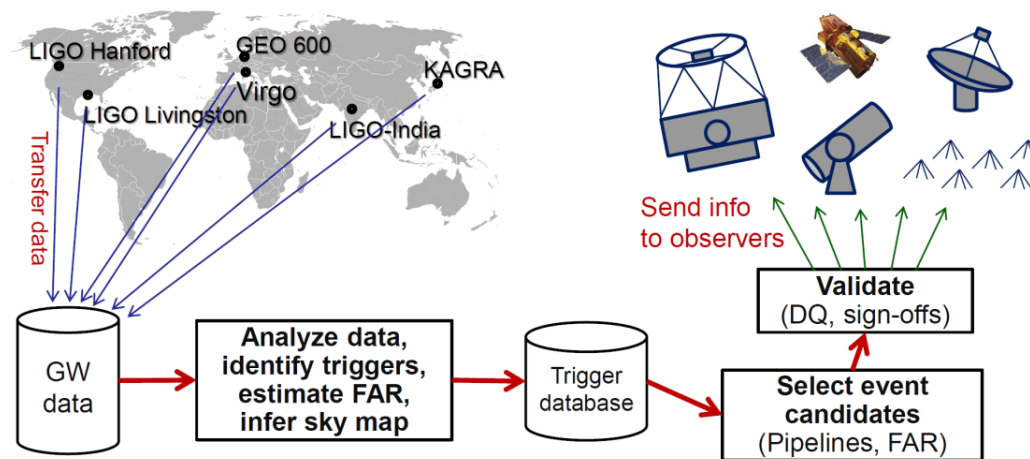 LIGO Hanford
GEO 600
KAGRA
Virgo
LIGO Livingston
LIGO-India
Transfer data
Send info
to observers
Validate
(DQ, sign-offs)
GW
data
Analyze data,
identify triggers,
estimate FAR,
infer sky map
Trigger
database
Select event
candidates
(Pipelines, FAR)